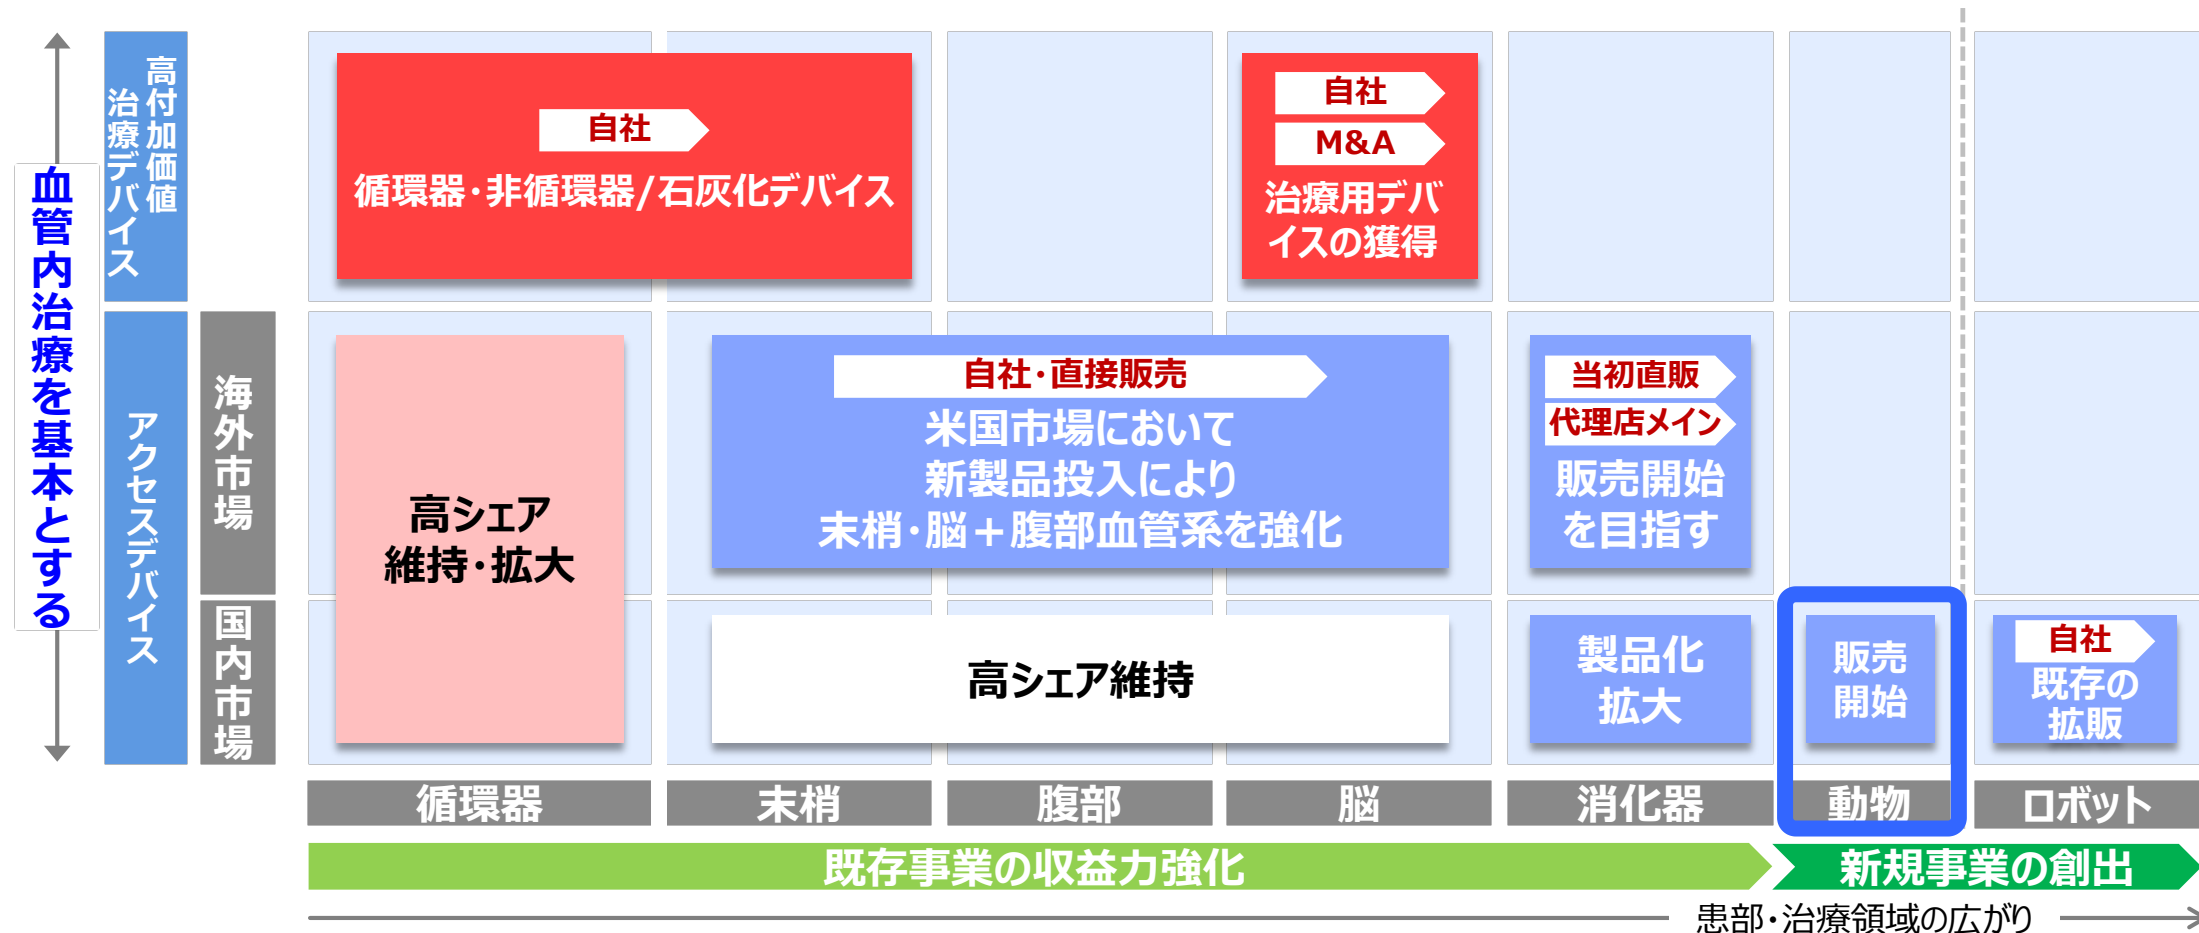 血管内治療を基本とする
高付加価値
治療デバイス
アクセスデバイス
海外市場
国内市場
自社
循環器・非循環器/石灰化デバイス
自社
M&A
治療用デバ
イスの獲得
高シェア
維持・拡大
自社・直接販売
米国市場において
新製品投入により
末梢・脳＋腹部血管系を強化
当初直販
代理店メイン
販売開始
を目指す
高シェア維持
製品化
拡大
販売
開始
自社
既存の
拡販
循環器
末梢
腹部
脳
消化器
動物
ロボット
既存事業の収益力強化
新規事業の創出
患部・治療領域の広がり